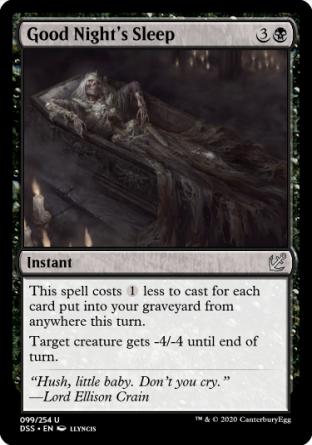 Good Night's Sleep 3
Instant
This spell costs 1 less to cast for each
card put into your graveyard from
anywhere this turn.
Target creature gets -4/-4 until end of
turn.
“Hush, little baby. Don't you cry.”
—Lord Ellison Crain
099/254 U
DSS • EN LLYNCIS
™ & © 2020 CanterburyEgg